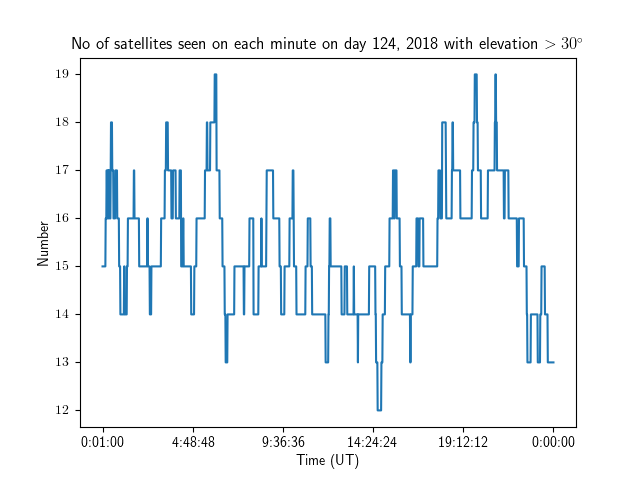 No of satellites seen on each minute on day 124, 2018 with elevation > 30°
19
18
17
16
15
14
13
12
Number
0:01:00 4:48:48 9:36:36 14:24:24 19:12:12 0:00:00
Time (UT)